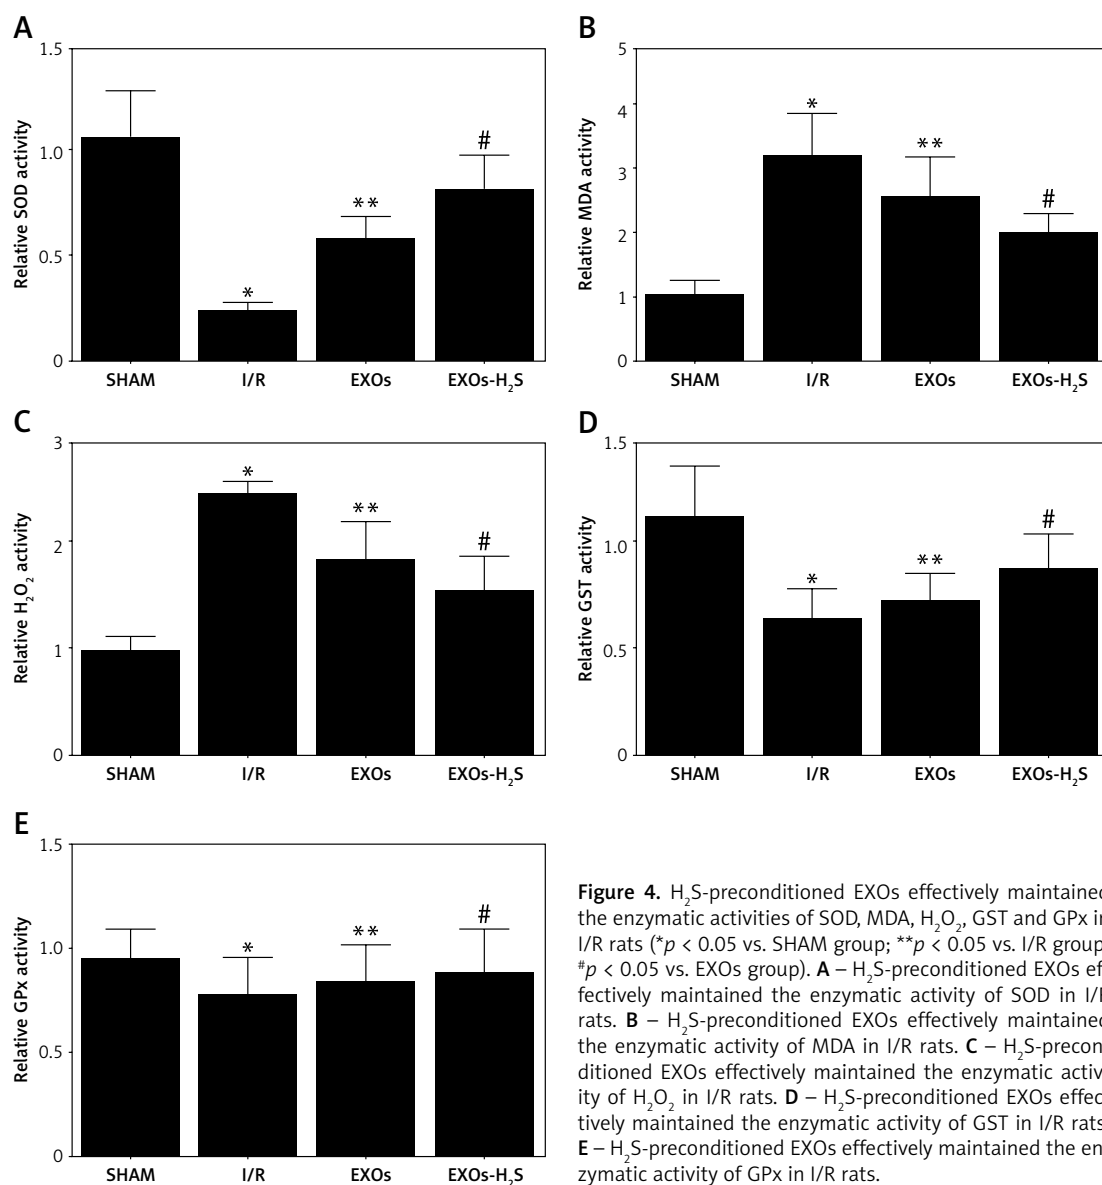 A
Relative SOD activity
1.5
1.0
0.5
0
*
**
#
SHAM I/R EXOs EXOs-H₂S
B
Relative MDA activity
5
4
3
2
1
0
*
**
#
SHAM I/R EXOs EXOs-H₂S
C
Relative H₂O₂ activity
3
2
1
0
*
**
#
SHAM I/R EXOs EXOs-H₂S
D
Relative GST activity
1.5
1.0
0.5
0
*
**
#
SHAM I/R EXOs EXOs-H₂S
E
Relative GPx activity
1.5
1.0
0.5
0
*
**
#
SHAM I/R EXOs EXOs-H₂S
Figure 4. H₂S-preconditioned EXOs effectively maintained
the enzymatic activities of SOD, MDA, H₂O₂, GST and GPx in
I/R rats (*p < 0.05 vs. SHAM group; **p < 0.05 vs. I/R group
#p < 0.05 vs. EXOs group). A – H₂S-preconditioned EXOs ef
fectively maintained the enzymatic activity of SOD in I/R
rats. B – H₂S-preconditioned EXOs effectively maintained
the enzymatic activity of MDA in I/R rats. C – H₂S-precon
ditioned EXOs effectively maintained the enzymatic activ
ity of H₂O₂ in I/R rats. D – H₂S-preconditioned EXOs effec
tively maintained the enzymatic activity of GST in I/R rats
E – H₂S-preconditioned EXOs effectively maintained the en
zymatic activity of GPx in I/R rats.